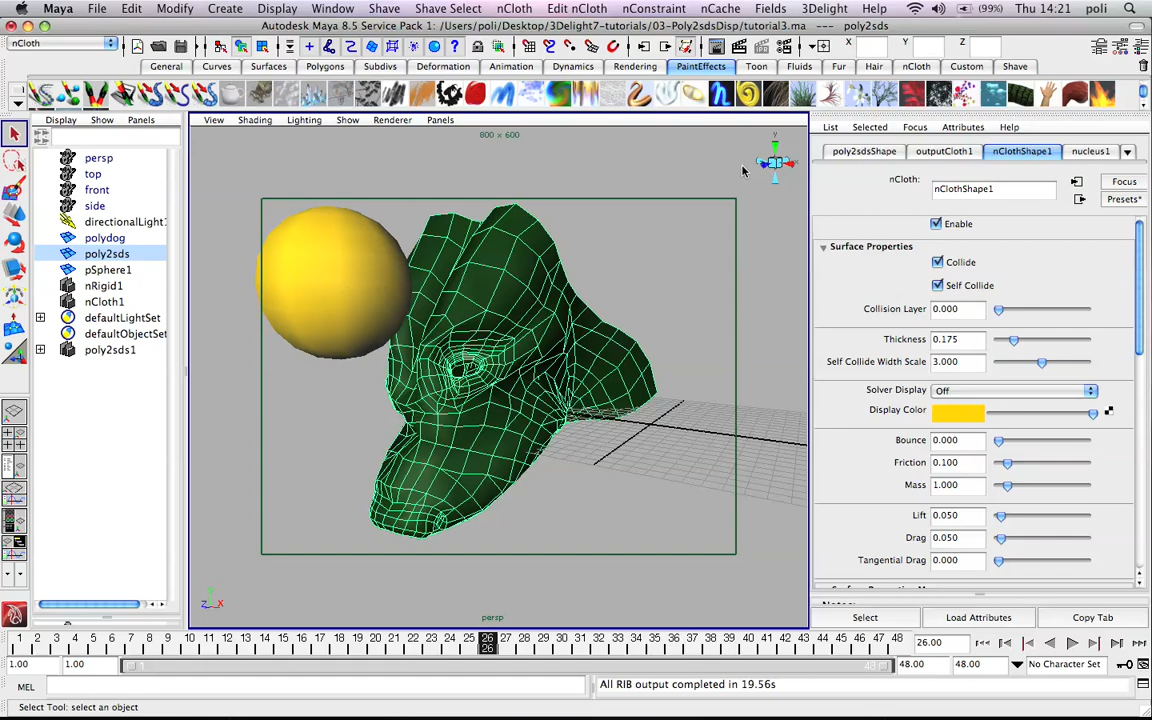 Maya File Edit Modify Create Display Window Assets Share Select nCloth Edit nCloth nConstraint nCache Fields 3Delight Help (99%) Thu 14:21 poli
Autodesk Maya 8.5 Service Pack 1: /Users/poli/Desktop/3Delight7-tutorials/03-Poly2sdsDisp/tutorial3.ma --- poly2sds
nCloth X Y Z
General Curves Surfaces Polygons Subdivs Deformation Animation Dynamics Rendering PaintEffects Toon Fluids Fur Hair nCloth Custom Shave
Display Show Panels
View Shading Lighting Show Renderer Panels
List Selected Focus Attributes Help
800 x 600
y
poly2sdsShape outputCloth1 nClothShape1 nucleus1
persp
top
front
side
directionalLight
polydog
poly2sds
pSphere1
nRigid1
nCloth1
defaultLightSet
defaultObjectSet
poly2sds1
nCloth: nClothShape1
Focus
Presets*
Enable
Surface Properties
Collide
Self Collide
Collision Layer 0.000
Thickness 0.175
Self Collide Width Scale 3.000
Solver Display Off
Display Color
Bounce 0.000
Friction 0.100
Mass 1.000
Lift 0.050
Drag 0.050
Tangential Drag 0.000
Y
Z X
persp
Select Load Attributes Copy Tab
1 2 3 4 5 6 7 8 9 10 11 12 13 14 15 16 17 18 19 20 21 22 23 24 25 26 27 28 29 30 31 32 33 34 35 36 37 38 39 40 41 42 43 44 45 46 47 48 26.00
26
1.00 1.00 48 48.00 48.00 No Character Set
MEL All RIB output completed in 19.56s
Select Tool: select an object